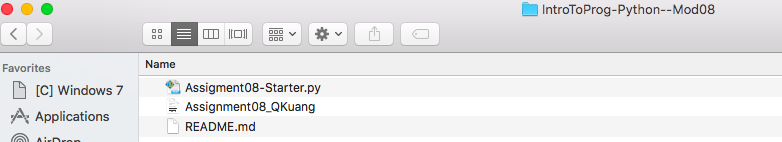 IntroToProg-Python--Mod08
Favorites
Name
[C] Windows 7
Assigment08-Starter.py
Applications
Assignment08_QKuang
AirDrop
README.md